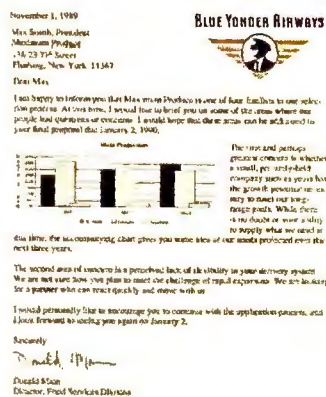 November 1, 1989
BLUE YONDER AIRWAYS
Max Smith, President
Maximum Produce
Street
Flushing, New York 11367
Dear Max
I am happy to inform you that Maximum Produce is one of four finalists in our selec-
tion process. At this time, I would like to brief you on some of the areas where our
people had questions or concerns. I would hope that these areas can be addressed in
your final proposal due January 2, 1990.
The first and perhaps
greatest concern is whether
a small, privately-held
company such as yours has
the growth potential
to meet our long-
range goals. While there
is no doubt of your ability
to supply what we need at
this time, the accompanying chart gives you some idea of our needs projected over the
next three years.
The second area of concern is a perceived lack of flexibility in your delivery system.
We are not sure how you plan to meet the challenge of rapid expansion. We are looking
for a partner who can react quickly and move with us.
I would personally like to encourage you to continue with the application process, and
I look forward to seeing you again on January 2.
Sincerely
Donald Mann
Donald Mann
Director, Food Services Division